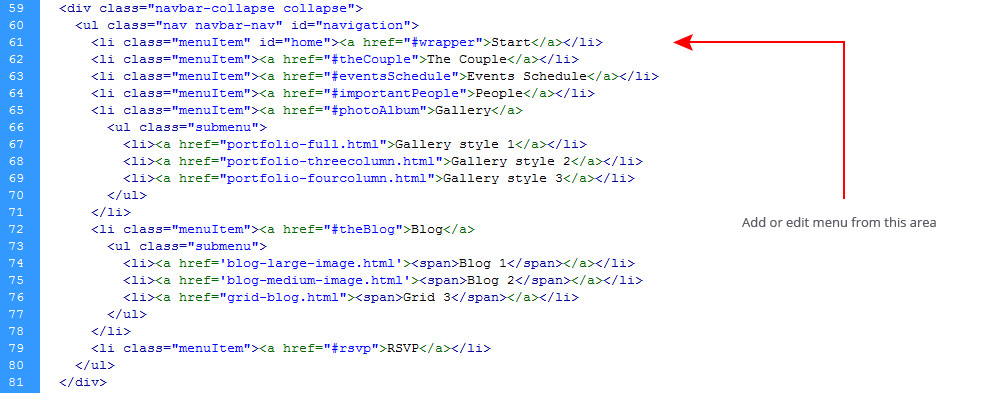 59 <div class="navbar-collapse collapse">
60 <ul class="nav navbar-nav" id="navigation">
61 <li class="menuItem" id="home"><a href="#wrapper">Start</a></li>
62 <li class="menuItem"><a href="#theCouple">The Couple</a></li>
63 <li class="menuItem"><a href="#eventsSchedule">Events Schedule</a></li>
64 <li class="menuItem"><a href="#importantPeople">People</a></li>
65 <li class="menuItem"><a href="#photoAlbum">Gallery</a>
66 <ul class="submenu">
67 <li><a href="portfolio-full.html">Gallery style 1</a></li>
68 <li><a href="portfolio-threecolumn.html">Gallery style 2</a></li>
69 <li><a href="portfolio-fourcolumn.html">Gallery style 3</a></li>
70 </ul>
71 </li>
72 <li class="menuItem"><a href="#theBlog">Blog</a>
73 <ul class="submenu">
74 <li><a href='blog-large-image.html'><span>Blog 1</span></a></li>
75 <li><a href='blog-medium-image.html'><span>Blog 2</span></a></li>
76 <li><a href="grid-blog.html"><span>Grid 3</span></a></li>
77 </ul>
78 </li>
79 <li class="menuItem"><a href="#rsvp">RSVP</a></li>
80 </ul>
81 </div>
Add or edit menu from this area